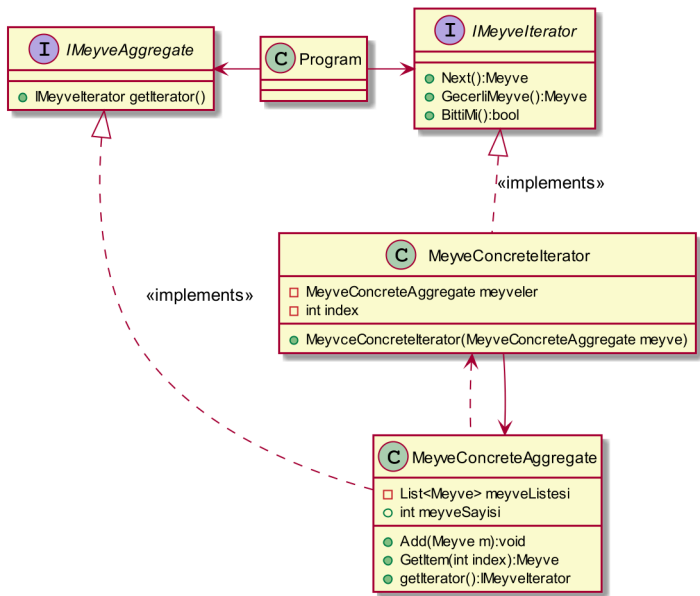 I IMeyveAggregate
IMeyveIterator getIterator()
C Program
I IMeyveIterator
Next():Meyve
GecerliMeyve():Meyve
BittiMi():bool
«implements»
C MeyveConcreteIterator
MeyveConcreteAggregate meyveler
int index
MeyvceConcreteIterator(MeyveConcreteAggregate meyve)
«implements»
C MeyveConcreteAggregate
List<Meyve> meyveListesi
int meyveSayisi
Add(Meyve m):void
GetItem(int index):Meyve
getIterator():IMeyveIterator